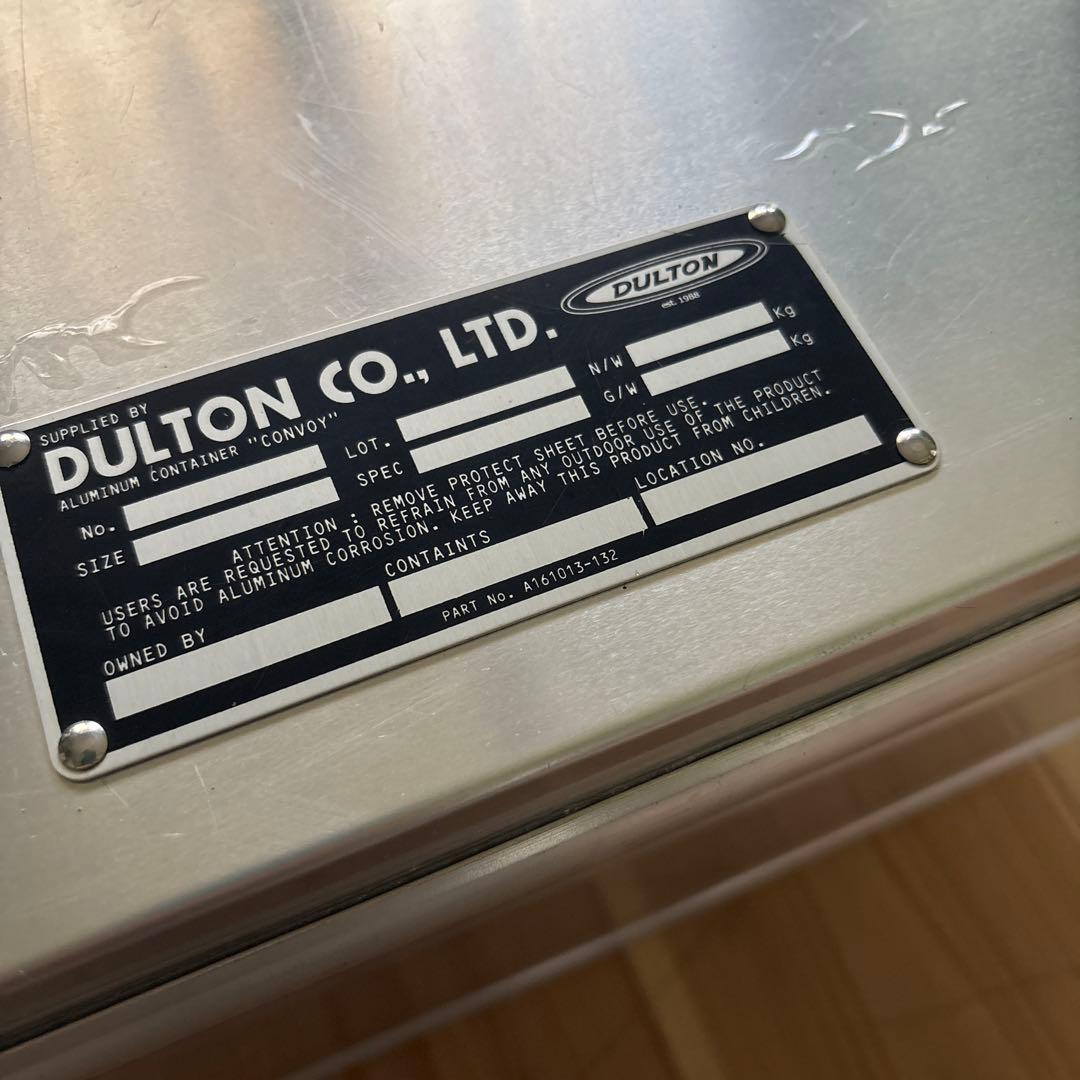 SUPPLIED BY
DULTON CO., LTD.
DULTON
est. 1988
ALUMINUM CONTAINER "CONVOY"
No.
LOT.
N/W
Kg
SIZE
SPEC
G/W
Kg
ATTENTION : REMOVE PROTECT SHEET BEFORE USE.
USERS ARE REQUESTED TO REFRAIN FROM ANY OUTDOOR USE OF THE PRODUCT
TO AVOID ALUMINUM CORROSION. KEEP AWAY THIS PRODUCT FROM CHILDREN.
OWNED BY
CONTAINTS
LOCATION NO.
PART No. A161013-132